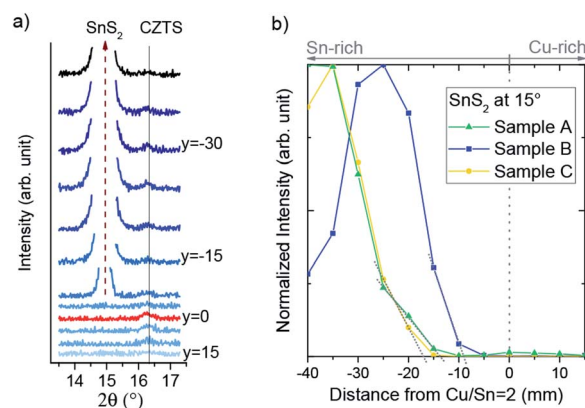 a)
SnS₂ CZTS
Intensity (arb. unit)
y=-30
y=-15
y=0
y=15
14 15 16 17
2θ (°)
b)
Sn-rich Cu-rich
Normalized Intensity (arb. unit)
SnS₂ at 15°
Sample A
Sample B
Sample C
-40 -30 -20 -10 0 10
Distance from Cu/Sn=2 (mm)